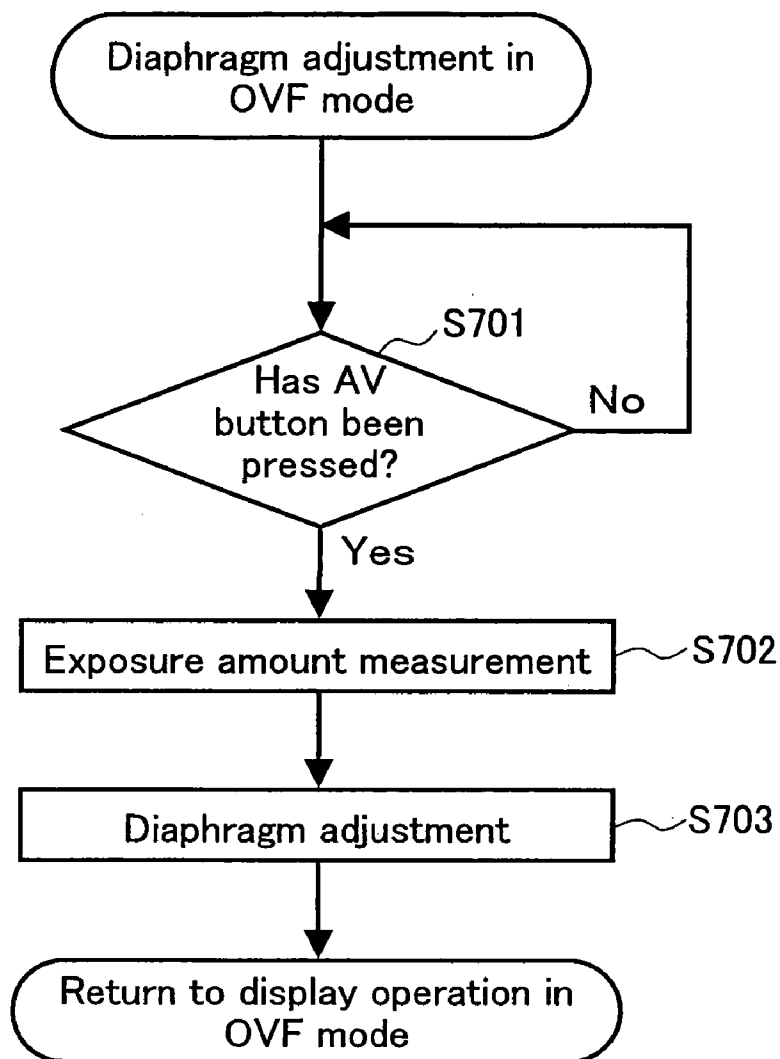 Diaphragm adjustment in
OVF mode
S701
Has AV
button been
pressed?
No
Yes
Exposure amount measurement
S702
Diaphragm adjustment
S703
Return to display operation in
OVF mode